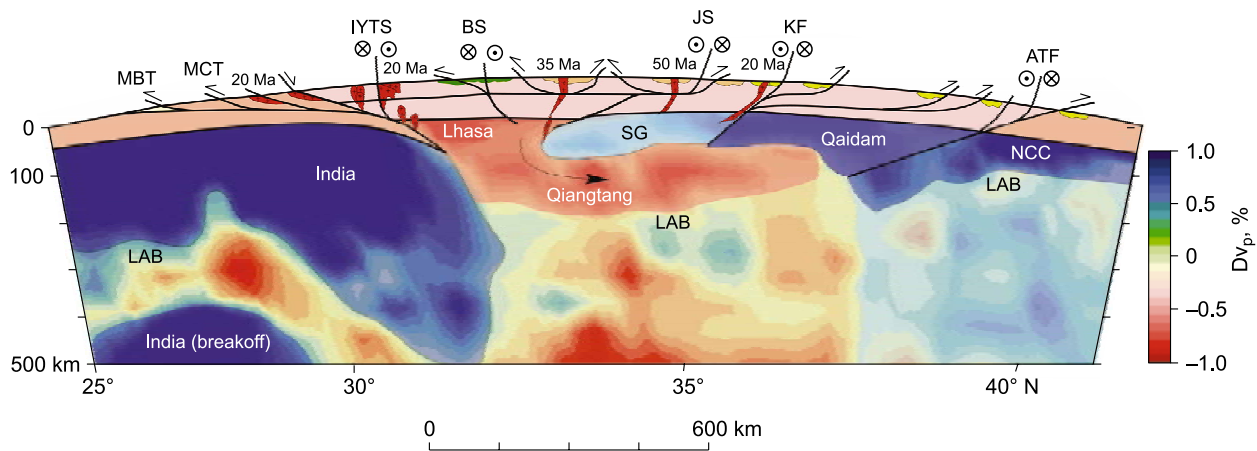 IYTS
BS
JS
KF
ATF
MBT
MCT
20 Ma
20 Ma
35 Ma
50 Ma
20 Ma
0
100
500 km
Lhasa
SG
Qaidam
NCC
India
Qiangtang
LAB
LAB
LAB
India (breakoff)
25°
30°
35°
40° N
1.0
0.5
0
−0.5
−1.0
Dvp, %
0
600 km